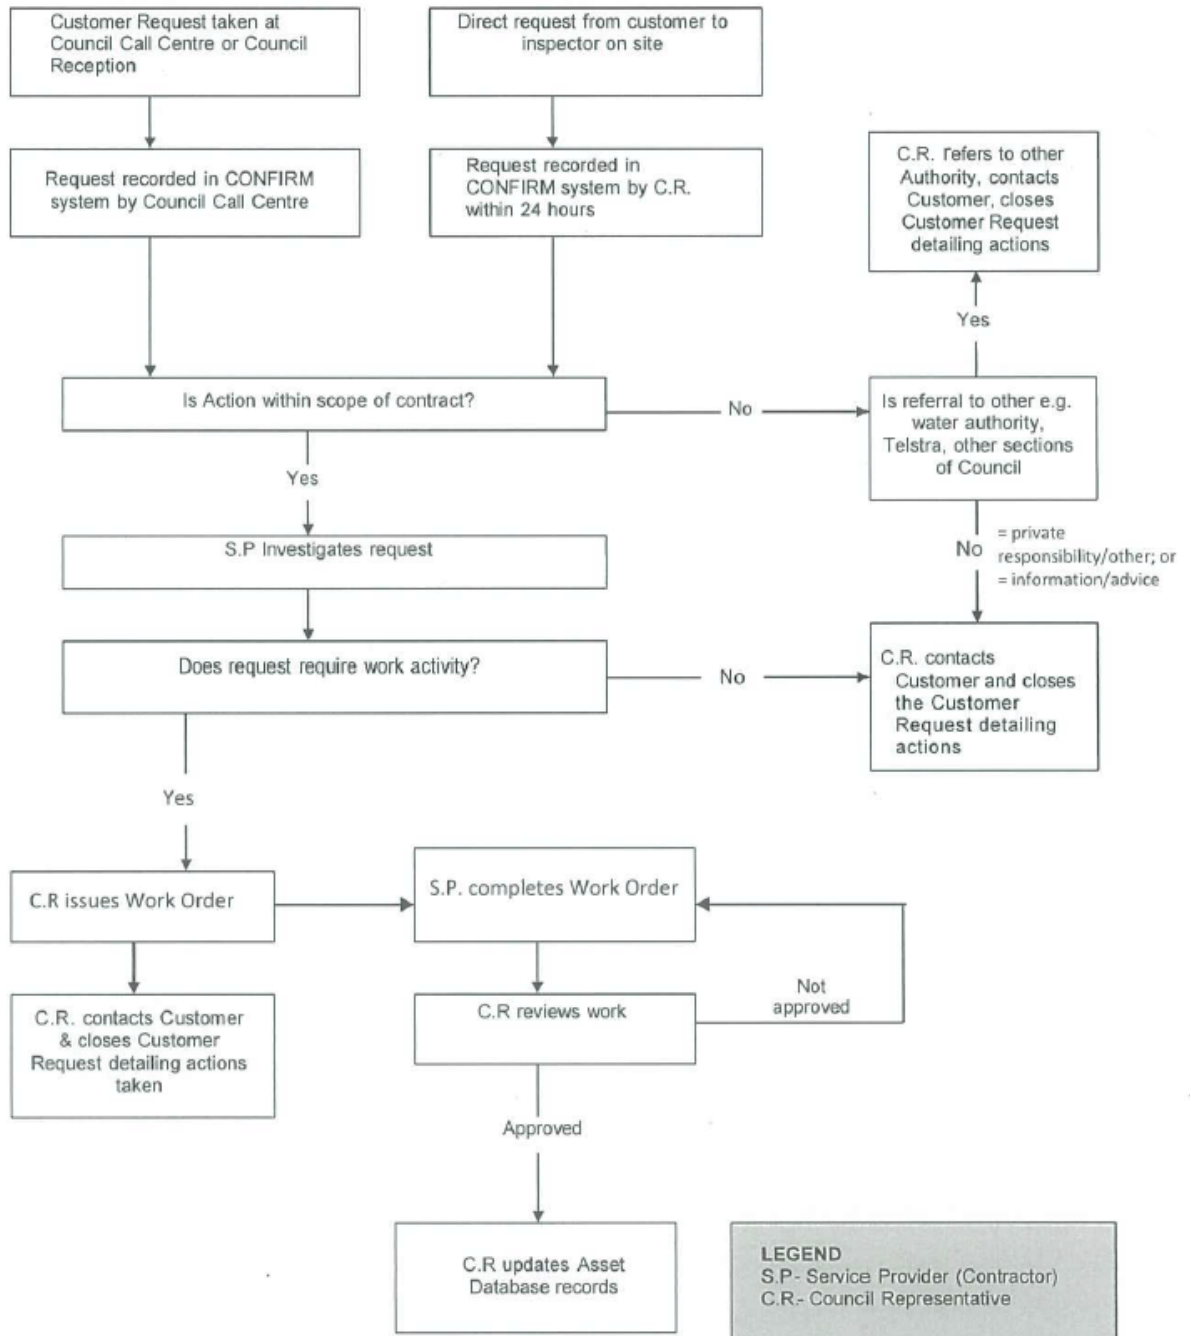 Customer Request taken at
Council Call Centre or Council
Reception
Direct request from customer to
inspector on site
Request recorded in CONFIRM
system by Council Call Centre
Request recorded in
CONFIRM system by C.R.
within 24 hours
C.R. refers to other
Authority, contacts
Customer, closes
Customer Request
detailing actions
Yes
Is Action within scope of contract?
No
Is referral to other e.g.
water authority,
Telstra, other sections
of Council
Yes
S.P Investigates request
No
= private
responsibility/other; or
= information/advice
Does request require work activity?
No
C.R. contacts
Customer and closes
the Customer
Request detailing
actions
Yes
C.R issues Work Order
S.P. completes Work Order
C.R. contacts Customer
& closes Customer
Request detailing actions
taken
C.R reviews work
Not
approved
Approved
C.R updates Asset
Database records
LEGEND
S.P- Service Provider (Contractor)
C.R.- Council Representative